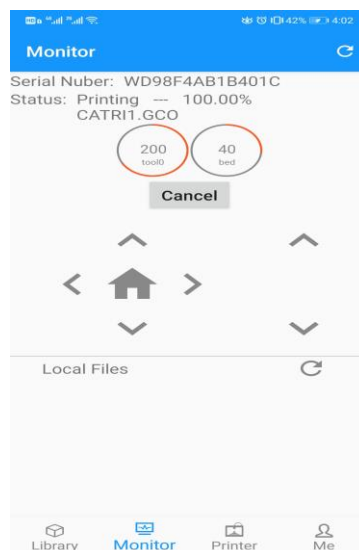 42% 4:02
Monitor
Serial Nuber: WD98F4AB1B401C
Status: Printing --- 100.00%
CATRI1.GCO
200 40
tool0 bed
Cancel
Local Files
Library Monitor Printer Me